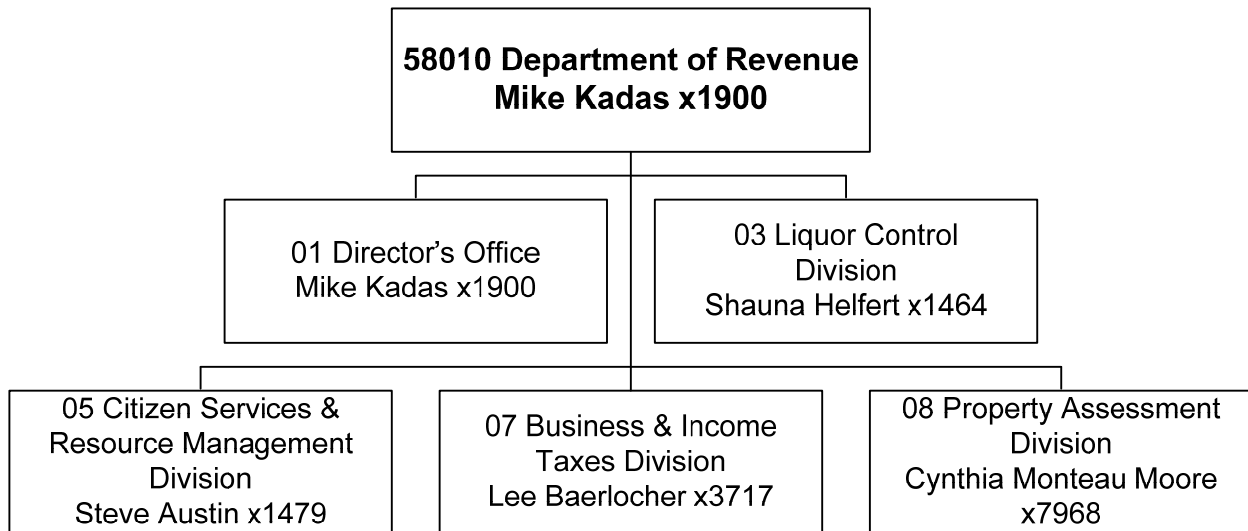 58010 Department of Revenue
Mike Kadas x1900
01 Director’s Office
Mike Kadas x1900
03 Liquor Control
Division
Shauna Helfert x1464
05 Citizen Services &
Resource Management
Division
Steve Austin x1479
07 Business & Income
Taxes Division
Lee Baerlocher x3717
08 Property Assessment
Division
Cynthia Monteau Moore
x7968